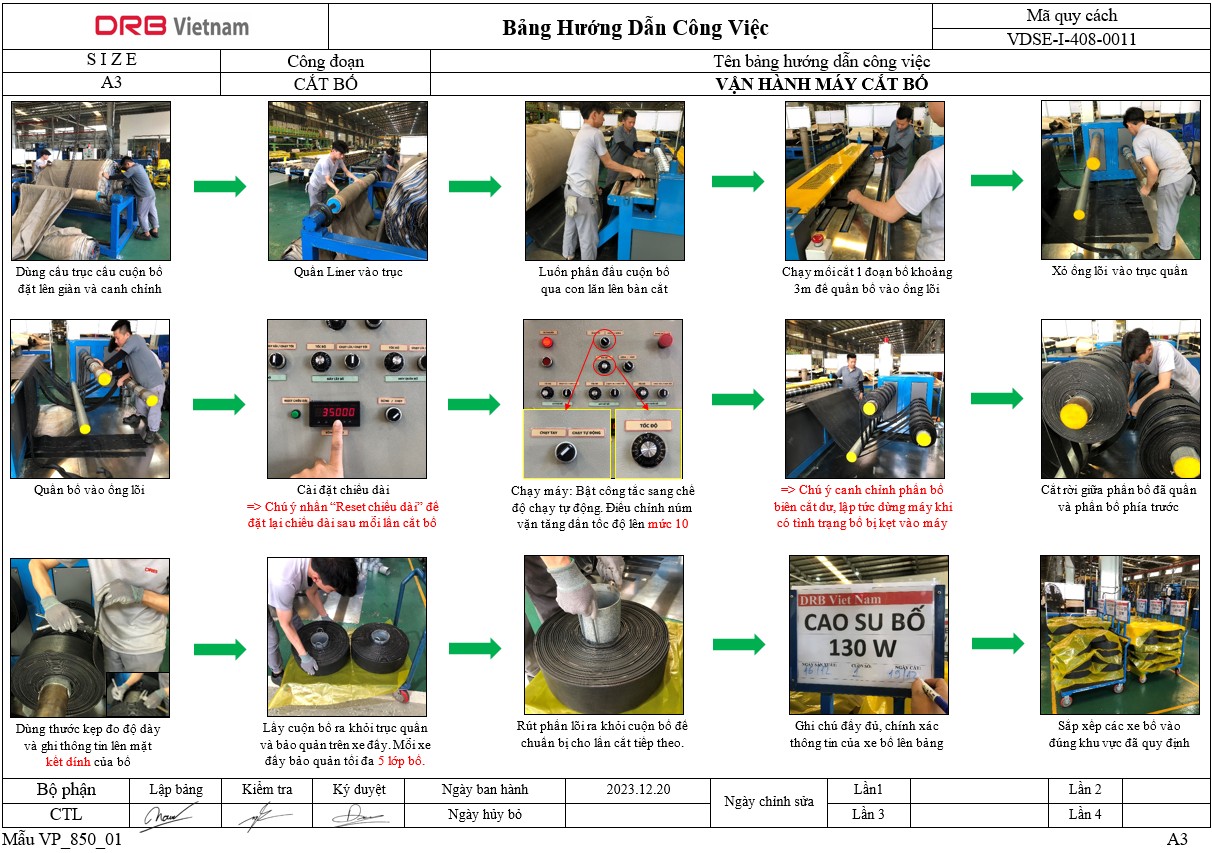 DRB Vietnam
Bảng Hướng Dẫn Công Việc
Mã quy cách
VDSE-I-408-0011
S I Z E
Công đoạn
Tên bảng hướng dẫn công việc
A3
CẮT BỐ
VẬN HÀNH MÁY CẮT BỐ
Dùng cẩu trục cẩu cuộn bố
đặt lên giàn và canh chỉnh
Quấn Liner vào trục
Luồn phần đầu cuộn bố
qua con lăn lên bàn cắt
Chạy mồi cắt 1 đoạn bố khoảng
3m để quấn bố vào ống lõi
Xỏ ống lõi vào trục quấn
Quấn bố vào ống lõi
35000
Cài đặt chiều dài
=> Chú ý nhấn “Reset chiều dài” để
đặt lại chiều dài sau mỗi lần cắt bố
CHẠY TAY
CHẠY TỰ ĐỘNG
TỐC ĐỘ
Chạy máy: Bật công tắc sang chế
độ chạy tự động. Điều chỉnh núm
vặn tăng dần tốc độ lên mức 10
=> Chú ý canh chỉnh phần bố
biên cắt dư, lập tức dừng máy khi
có tình trạng bố bị kẹt vào máy
Cắt rời giữa phần bố đã quấn
và phần bố phía trước
DRB
Dùng thước kẹp đo độ dày
và ghi thông tin lên mặt
kết dính của bố
Lấy cuộn bố ra khỏi trục quấn
và bảo quản trên xe đẩy. Mỗi xe
đẩy bảo quản tối đa 5 lớp bố.
Rút phần lõi ra khỏi cuộn bố để
chuẩn bị cho lần cắt tiếp theo.
DRB Viet Nam
CAO SU BỐ
130 W
Ghi chú đầy đủ, chính xác
thông tin của xe bố lên bảng
Sắp xếp các xe bố vào
đúng khu vực đã quy định
Bộ phận
Lập bảng
Kiểm tra
Ký duyệt
Ngày ban hành
2023.12.20
Ngày chỉnh sửa
Lần1
Lần 2
CTL
Ngày hủy bỏ
Lần 3
Lần 4
Mẫu VP_850_01
A3